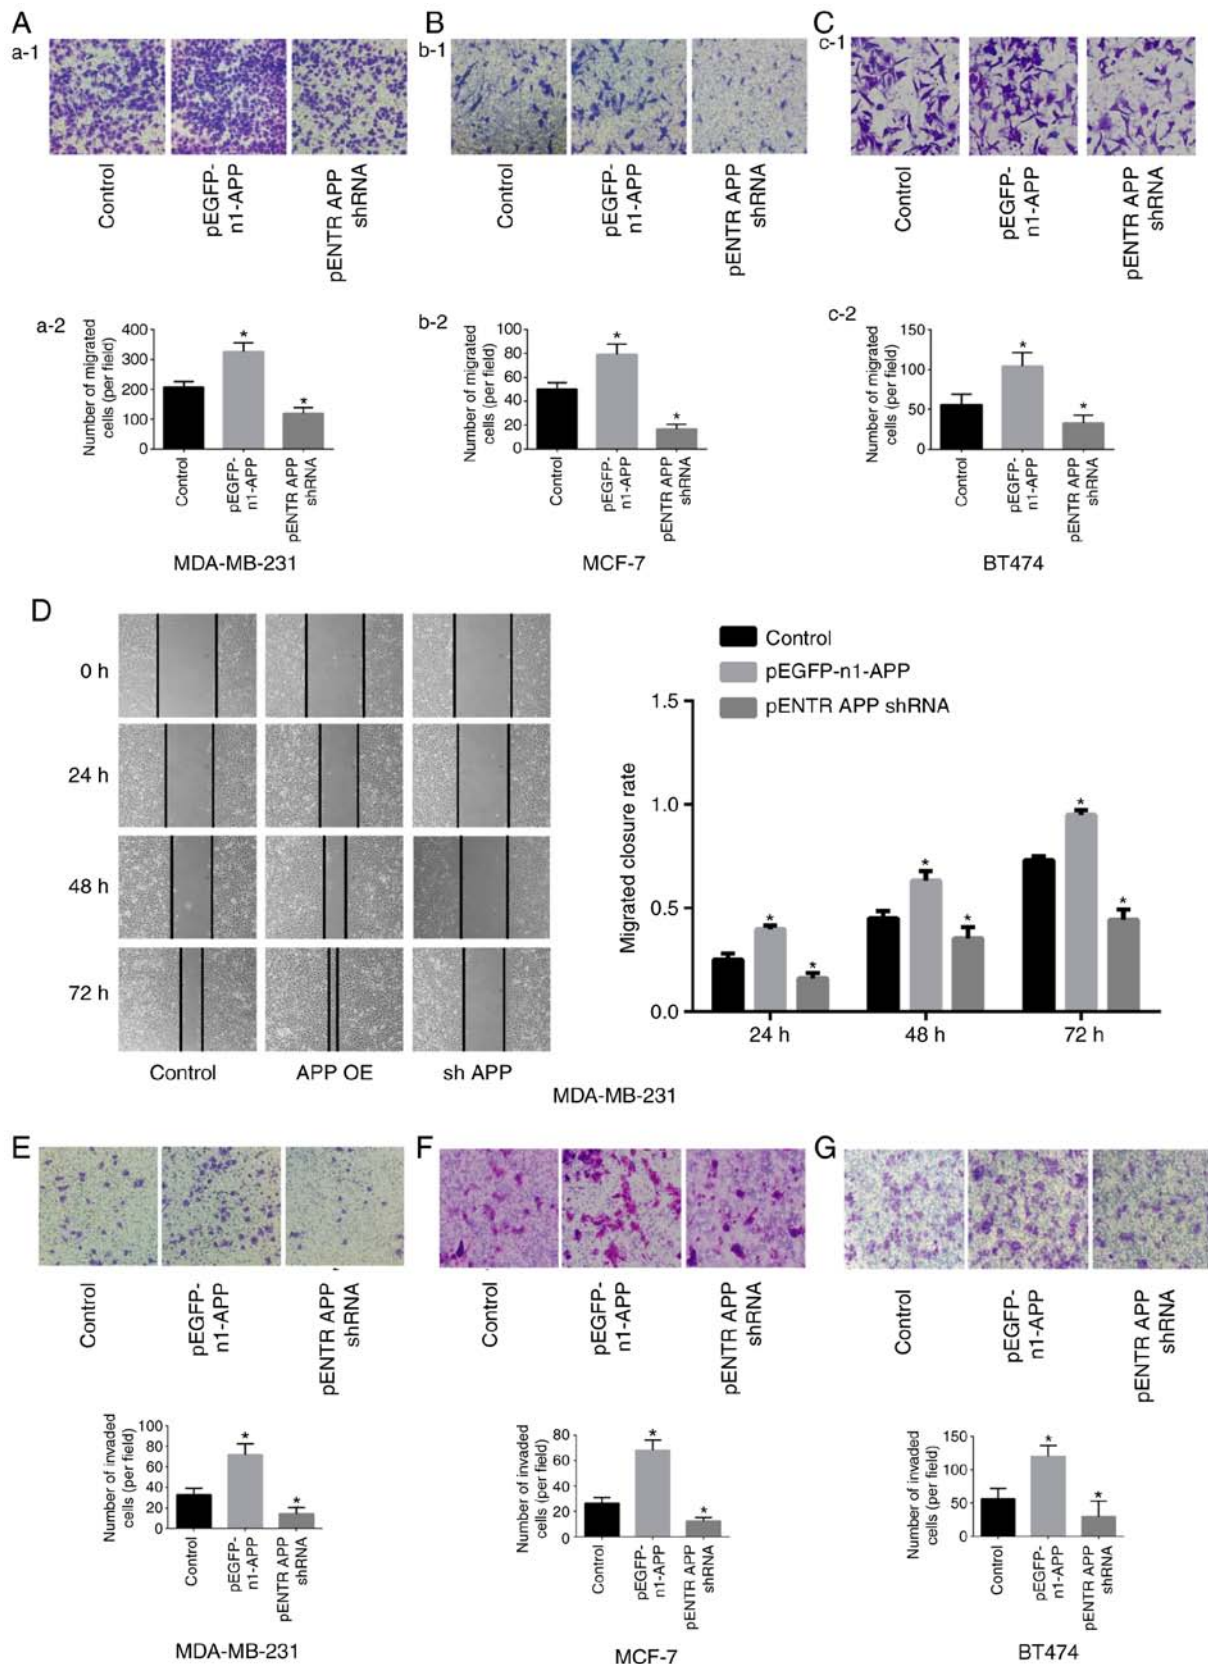 A
B
C
a-1
b-1
c-1
Control
pEGFP-
n1-APP
pENTR APP
shRNA
Control
pEGFP-
n1-APP
pENTR APP
shRNA
Control
pEGFP-
n1-APP
pENTR APP
shRNA
a-2
Number of migrated
cells (per field)
400
300
200
100
0
*
*
Control
pEGFP-
n1-APP
pENTR APP
shRNA
MDA-MB-231
b-2
Number of migrated
cells (per field)
100
80
60
40
20
0
*
*
Control
pEGFP-
n1-APP
pENTR APP
shRNA
MCF-7
c-2
Number of migrated
cells (per field)
150
100
50
0
*
*
Control
pEGFP-
n1-APP
pENTR APP
shRNA
BT474
D
0 h
24 h
48 h
72 h
Control
APP OE
sh APP
Control
pEGFP-n1-APP
pENTR APP shRNA
Migrated closure rate
1.5
1.0
0.5
0.0
*
*
*
*
*
*
24 h
48 h
72 h
MDA-MB-231
E
F
G
Control
pEGFP-
n1-APP
pENTR APP
shRNA
Control
pEGFP-
n1-APP
pENTR APP
shRNA
Control
pEGFP-
n1-APP
pENTR APP
shRNA
Number of invaded
cells (per field)
100
80
60
40
20
0
*
*
Control
pEGFP-
n1-APP
pENTR APP
shRNA
MDA-MB-231
Number of invaded
cells (per field)
80
60
40
20
0
*
*
Control
pEGFP-
n1-APP
pENTR APP
shRNA
MCF-7
Number of invaded
cells (per field)
150
100
50
0
*
*
Control
pEGFP-
n1-APP
pENTR APP
shRNA
BT474